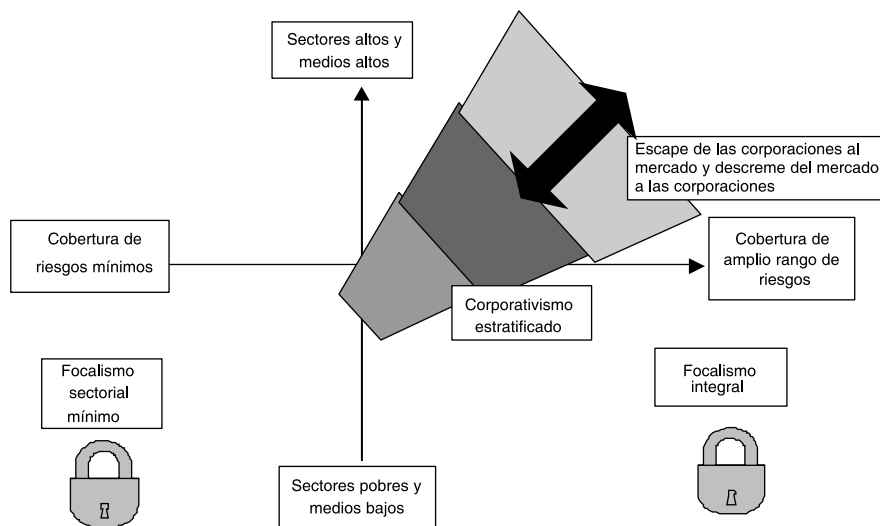 Sectores altos y
medios altos
Escape de las corporaciones al
mercado y descreme del mercado
a las corporaciones
Cobertura de
riesgos mínimos
Cobertura de
amplio rango de
riesgos
Corporativismo
estratificado
Focalismo
sectorial
mínimo
Focalismo
integral
Sectores pobres y
medios bajos